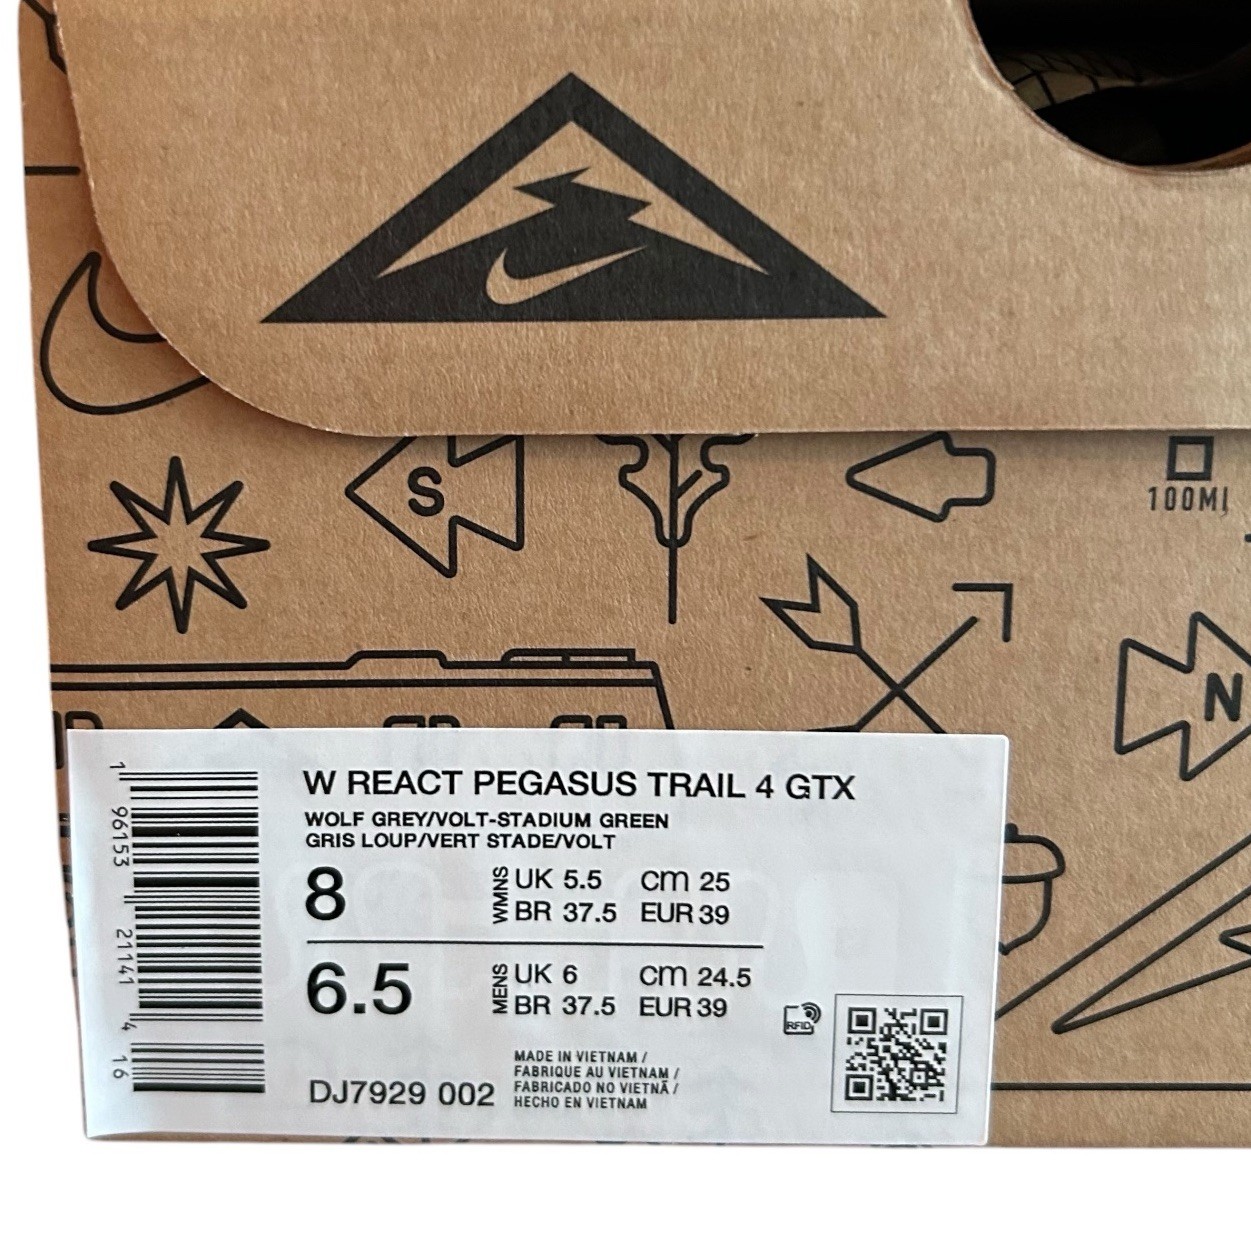 S
100MI
N
W REACT PEGASUS TRAIL 4 GTX
WOLF GREY/VOLT-STADIUM GREEN
GRIS LOUP/VERT STADE/VOLT
8 WMNS UK 5.5 cm 25
BR 37.5 EUR 39
6.5 MENS UK 6 cm 24.5
BR 37.5 EUR 39
RFID
DJ7929 002
MADE IN VIETNAM /
FABRIQUE AU VIETNAM /
FABRICADO NO VIETNÃ /
HECHO EN VIETNAM
1 96153 21141 4 16